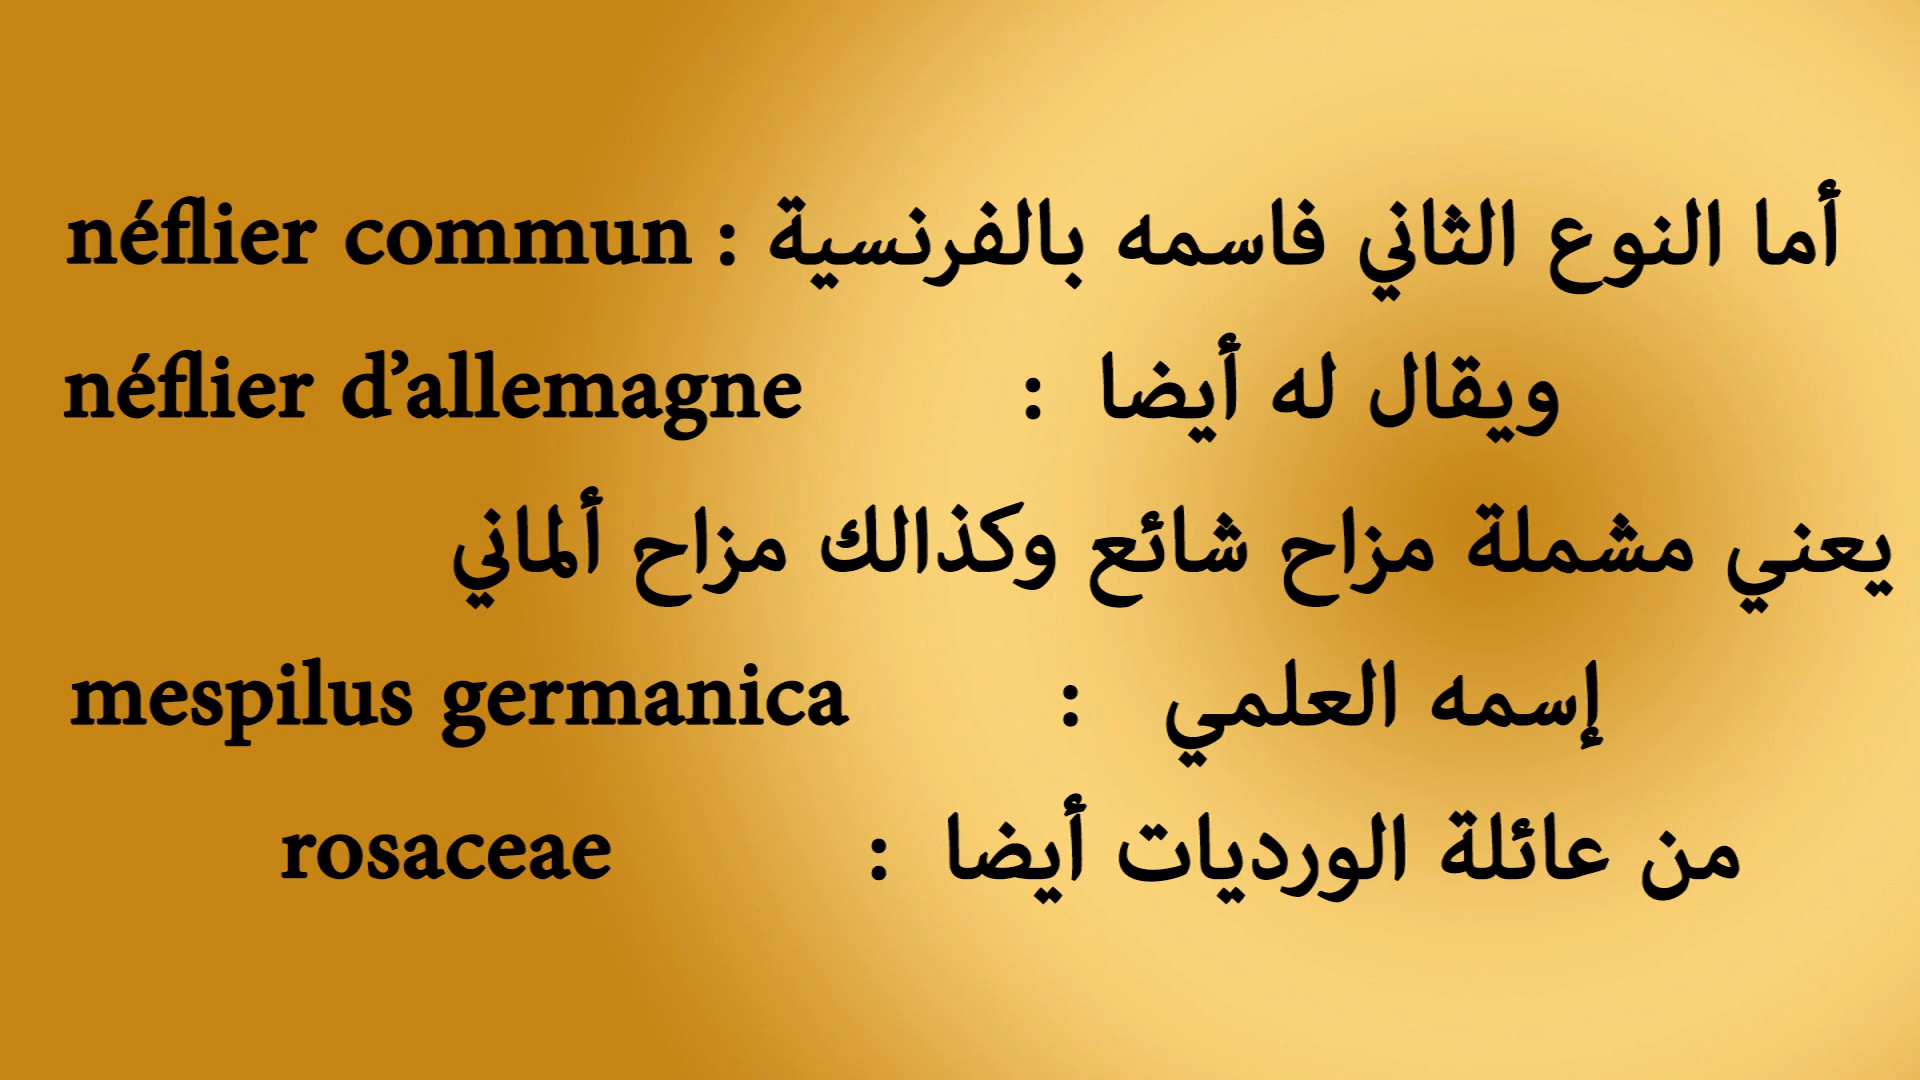 أما النوع الثاني فاسمه بالفرنسية : néflier commun
ويقال له أيضا : néflier d’allemagne
يعني مشملة مزاح شائع وكذالك مزاح ألماني
إسمه العلمي : mespilus germanica
من عائلة الورديات أيضا : rosaceae